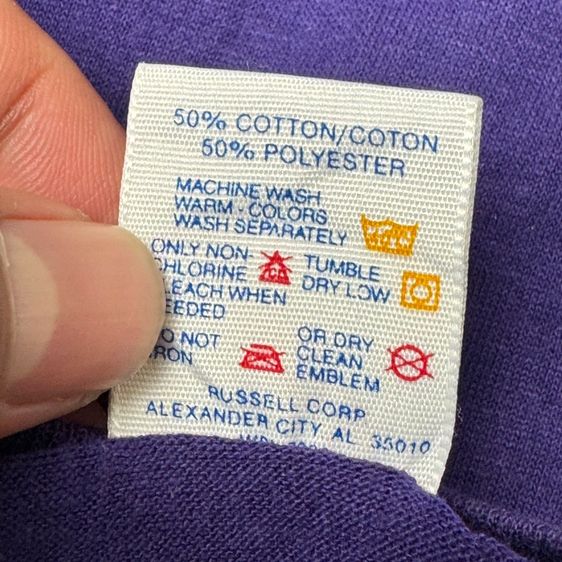 50% COTTON/COTON
50% POLYESTER
MACHINE WASH
WARM - COLORS
WASH SEPARATELY
ONLY NON-
CHLORINE
LEACH WHEN
EEDED
TUMBLE
DRY LOW
O NOT
RON
OR DRY
CLEAN
EMBLEM
RUSSELL CORP
ALEXANDER CITY AL 35010